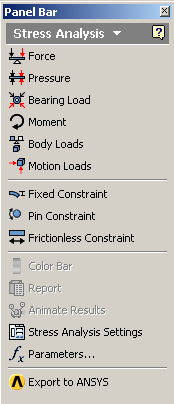 Panel Bar
Stress Analysis
Force
Pressure
Bearing Load
Moment
Body Loads
Motion Loads
Fixed Constraint
Pin Constraint
Frictionless Constraint
Color Bar
Report
Animate Results
Stress Analysis Settings
fx Parameters...
Export to ANSYS